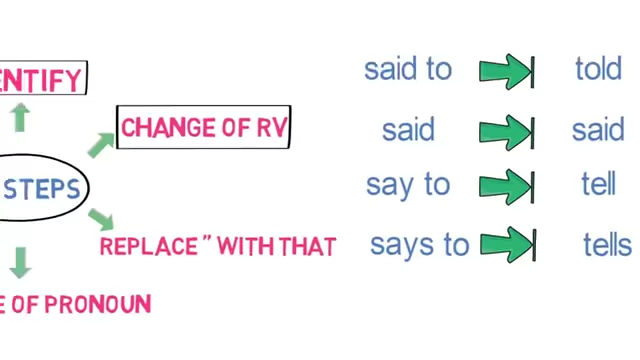 ENTIFY
CHANGE OF RV
STEPS
REPLACE " WITH THAT
E OF PRONOUN
said to told
said said
say to tell
says to tells